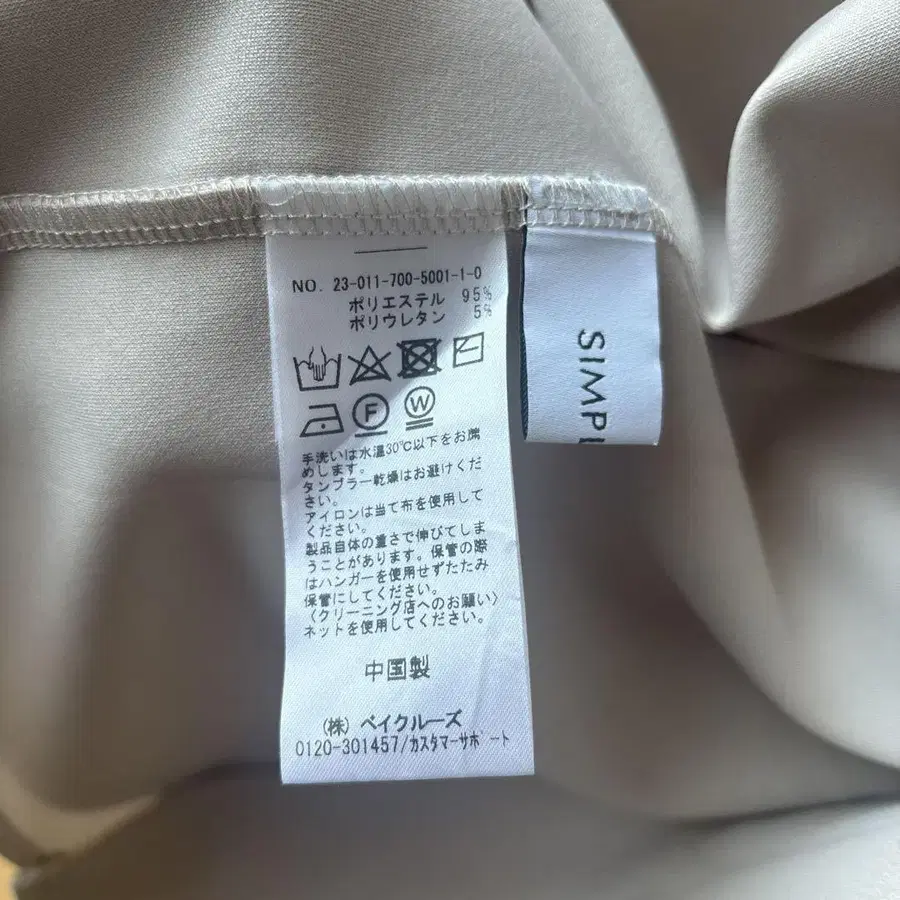 NO. 23-011-700-5001-1-0
ポリエステル 95%
ポリウレタン 5%
F
W
手洗いは水温30℃以下をお薦
めします。
タンブラー乾燥はお避けくだ
さい。
アイロンは当て布を使用して
ください。
製品自体の重さで伸びてしま
うことがあります。保管の際
はハンガーを使用せずたたみ
保管にしてください。
〈クリーニング店へのお願い〉
ネットを使用してください。
中国製
(株) ベイクルーズ
0120-301457/カスタマーサポート
SIMPL